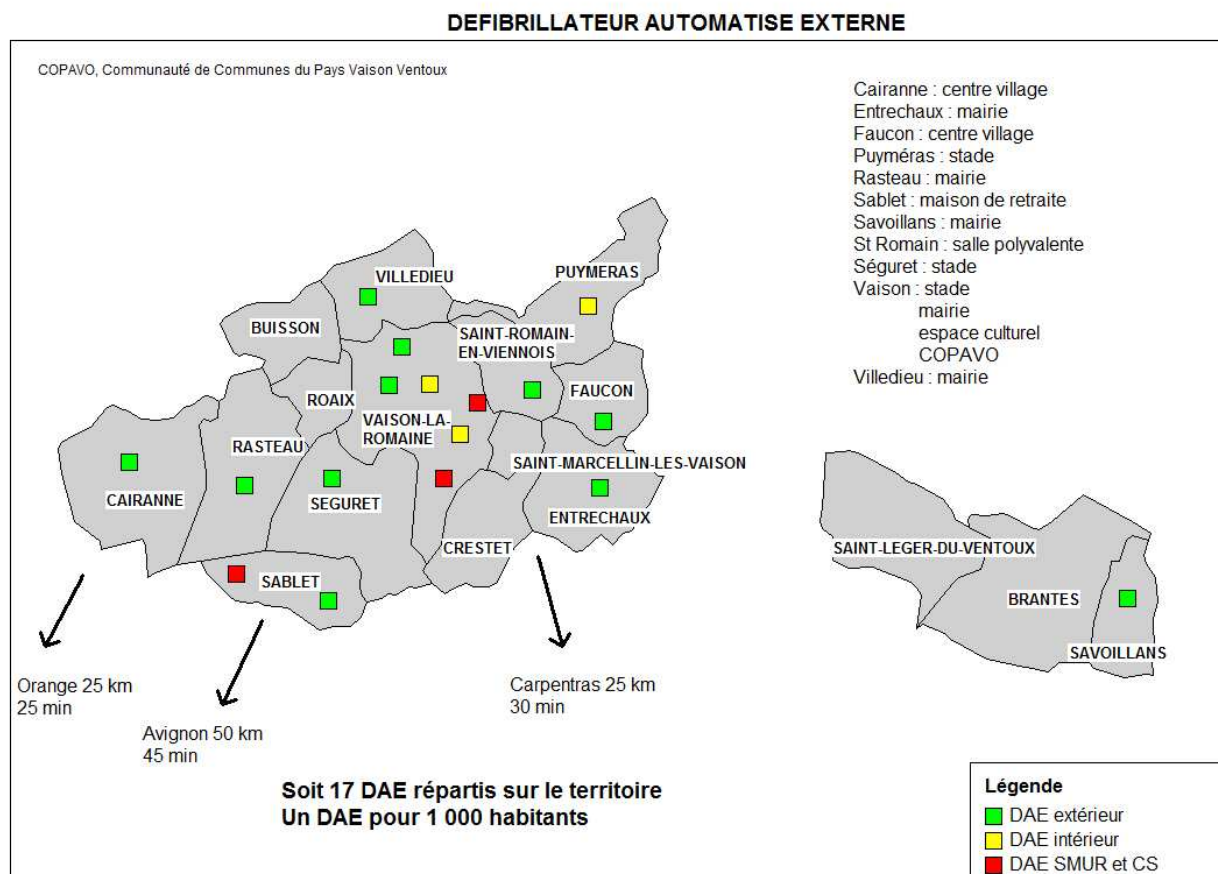 DEFIBRILLATEUR AUTOMATISE EXTERNE
COPAVO, Communauté de Communes du Pays Vaison Ventoux
Cairanne : centre village
Entrechaux : mairie
Faucon : centre village
Puyméras : stade
Rasteau : mairie
Sablet : maison de retraite
Savoillans : mairie
St Romain : salle polyvalente
Séguret : stade
Vaison : stade
mairie
espace culturel
COPAVO
Villedieu : mairie
VILLEDIEU
PUYMERAS
BUISSON
SAINT-ROMAIN-
EN-VIENNOIS
ROAIX
FAUCON
VAISON-LA-
ROMAINE
RASTEAU
SAINT-MARCELLIN-LES-VAISON
CAIRANNE
SEGURET
ENTRECHAUX
CRESTET
SABLET
SAINT-LEGER-DU-VENTOUX
BRANTES
SAVOILLANS
Orange 25 km
25 min
Avignon 50 km
45 min
Carpentras 25 km
30 min
Soit 17 DAE répartis sur le territoire
Un DAE pour 1 000 habitants
Légende
DAE extérieur
DAE intérieur
DAE SMUR et CS